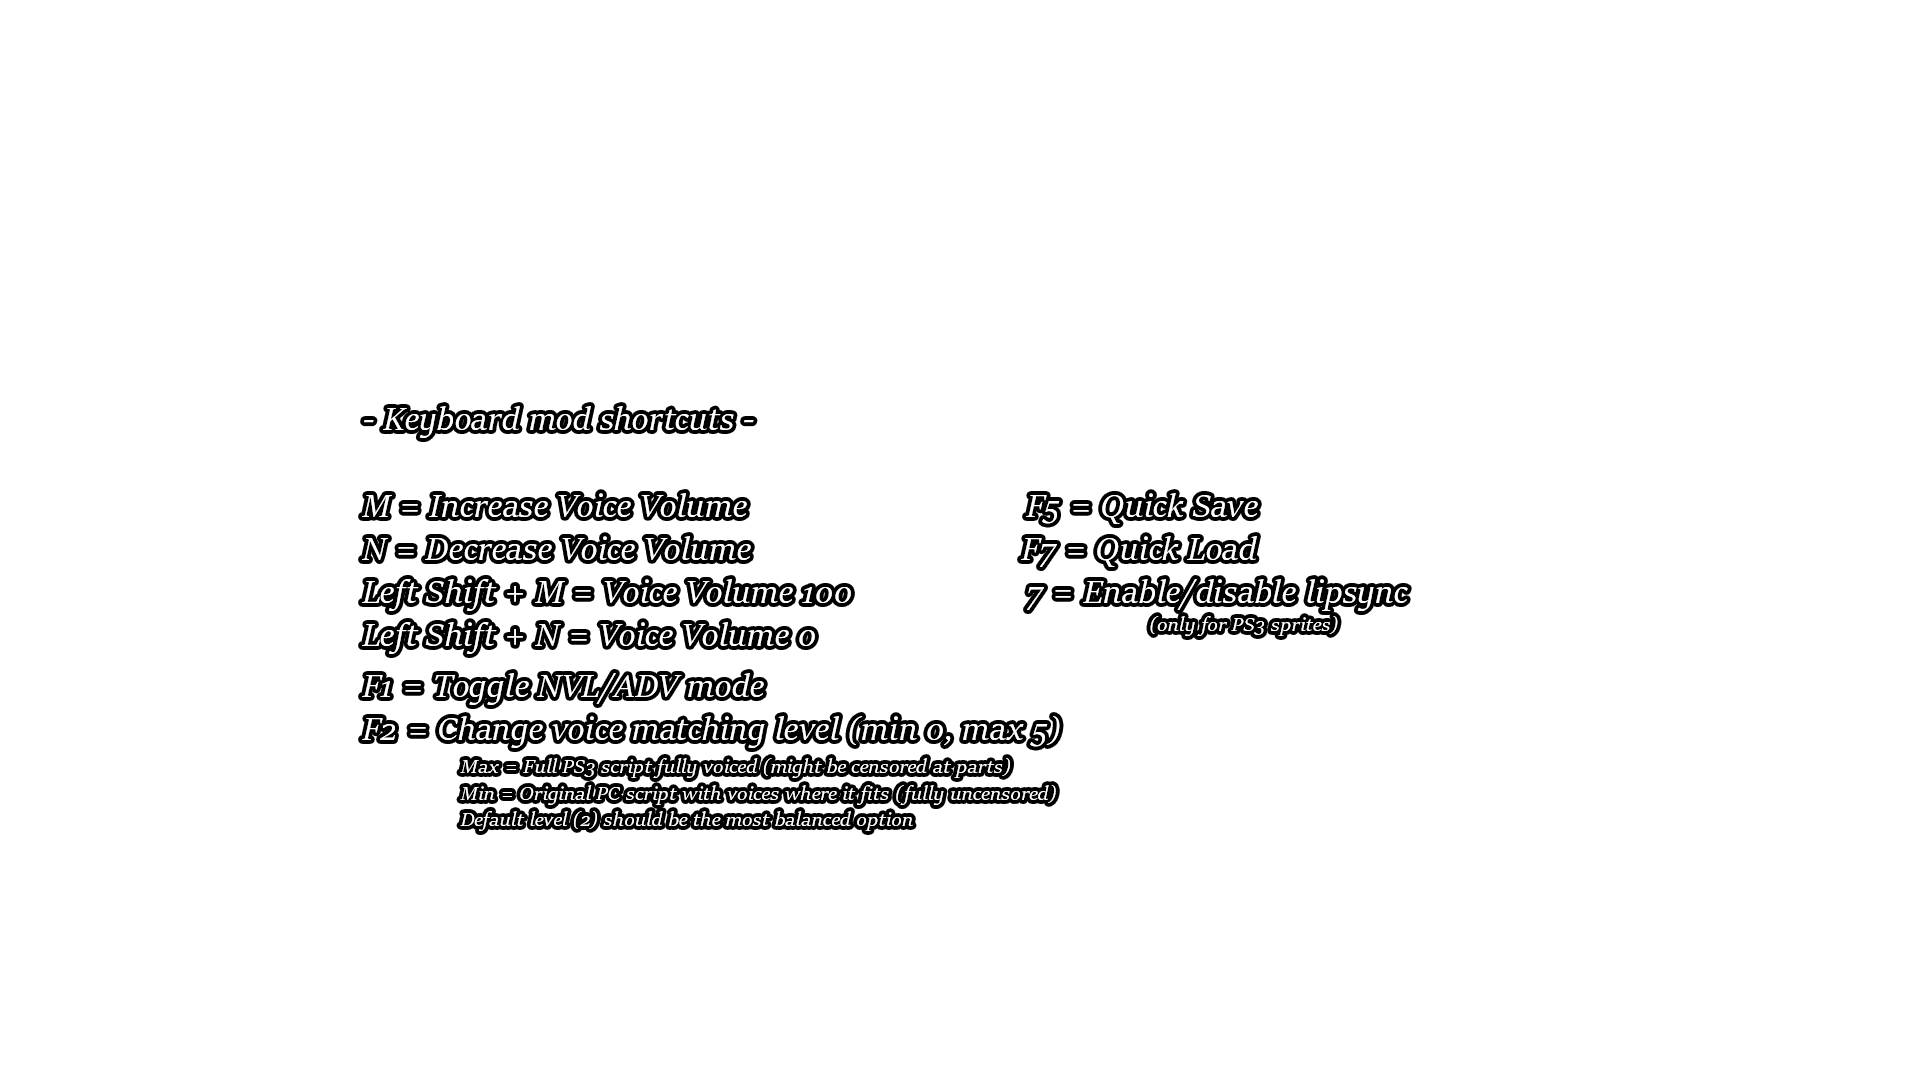 - Keyboard mod shortcuts -
M = Increase Voice Volume
N = Decrease Voice Volume
Left Shift + M = Voice Volume 100
Left Shift + N = Voice Volume 0
F1 = Toggle NVL/ADV mode
F2 = Change voice matching level (min 0, max 5)
Max = Full PS3 script fully voiced (might be censored at parts)
Min = Original PC script with voices where it fits (fully uncensored)
Default level (2) should be the most balanced option
F5 = Quick Save
F7 = Quick Load
7 = Enable/disable lipsync
(only for PS3 sprites)